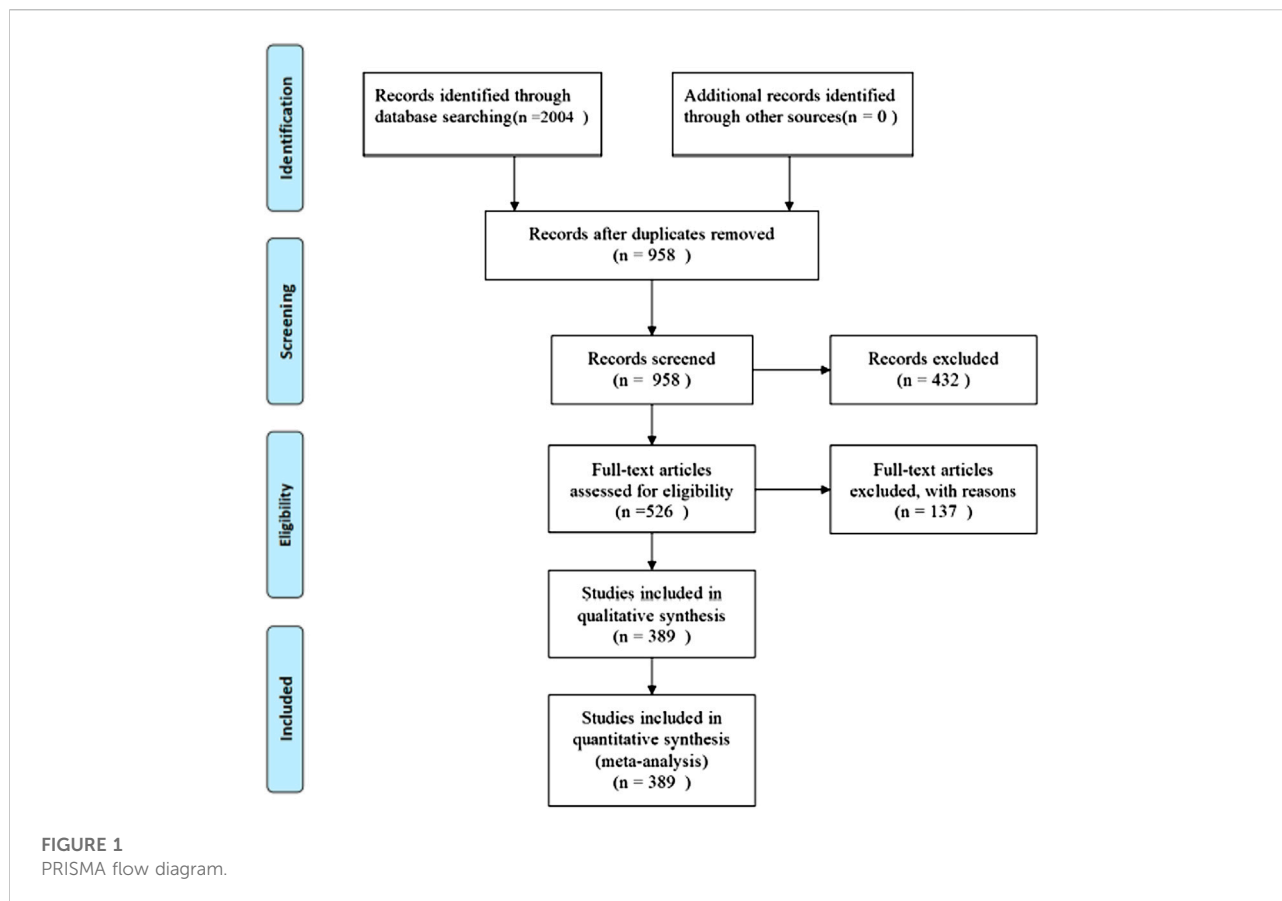 Identification
Records identified through
database searching(n =2004  )
Additional records identified
through other sources(n = 0 )
Records after duplicates removed
(n = 958  )
Screening
Records screened
(n =  958 )
Records excluded
(n = 432  )
Eligibility
Full-text articles
assessed for eligibility
(n =526  )
Full-text articles
excluded, with reasons
(n = 137  )
Studies included in
qualitative synthesis
(n = 389  )
Included
Studies included in
quantitative synthesis
(meta-analysis)
(n = 389  )
FIGURE 1
PRISMA flow diagram.